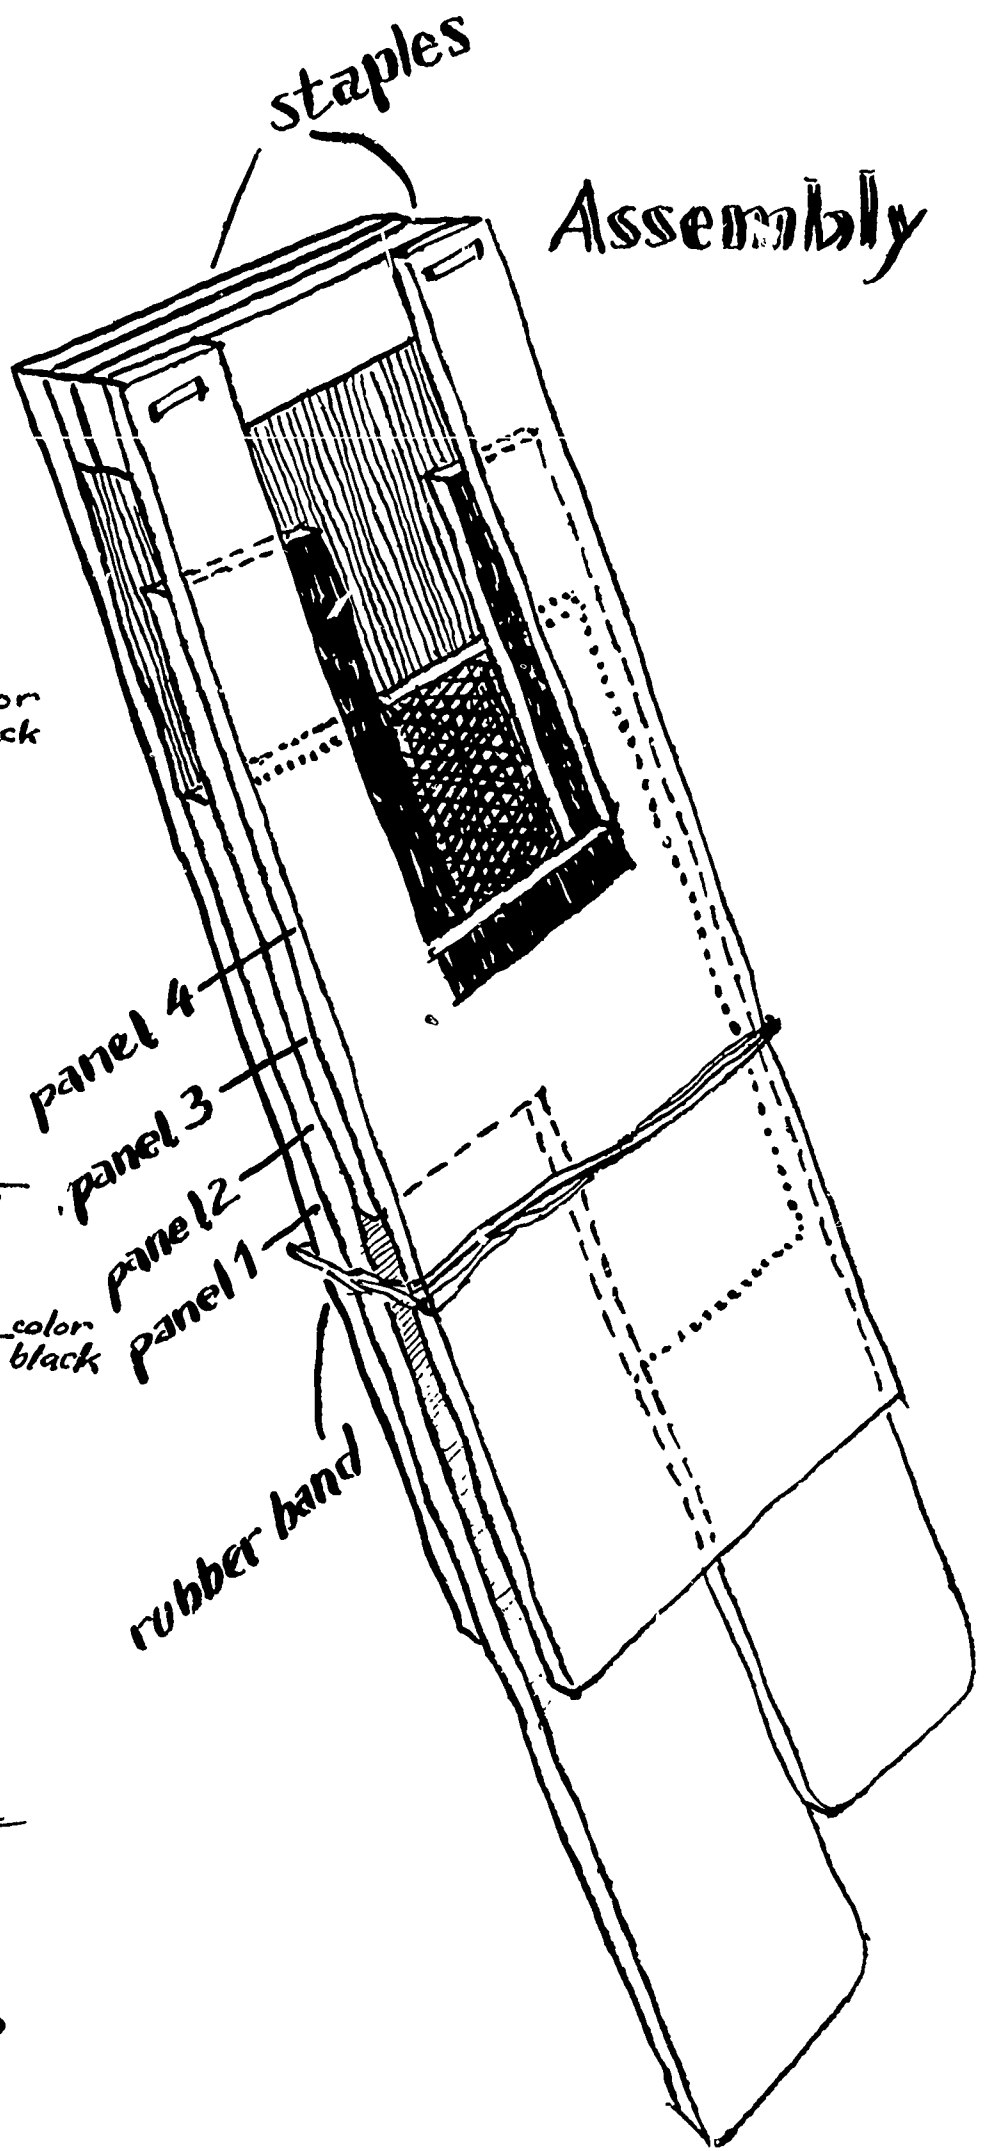 staples
Assembly
panel 4
panel 3
panel 2
panel 1
color
black
rubber band